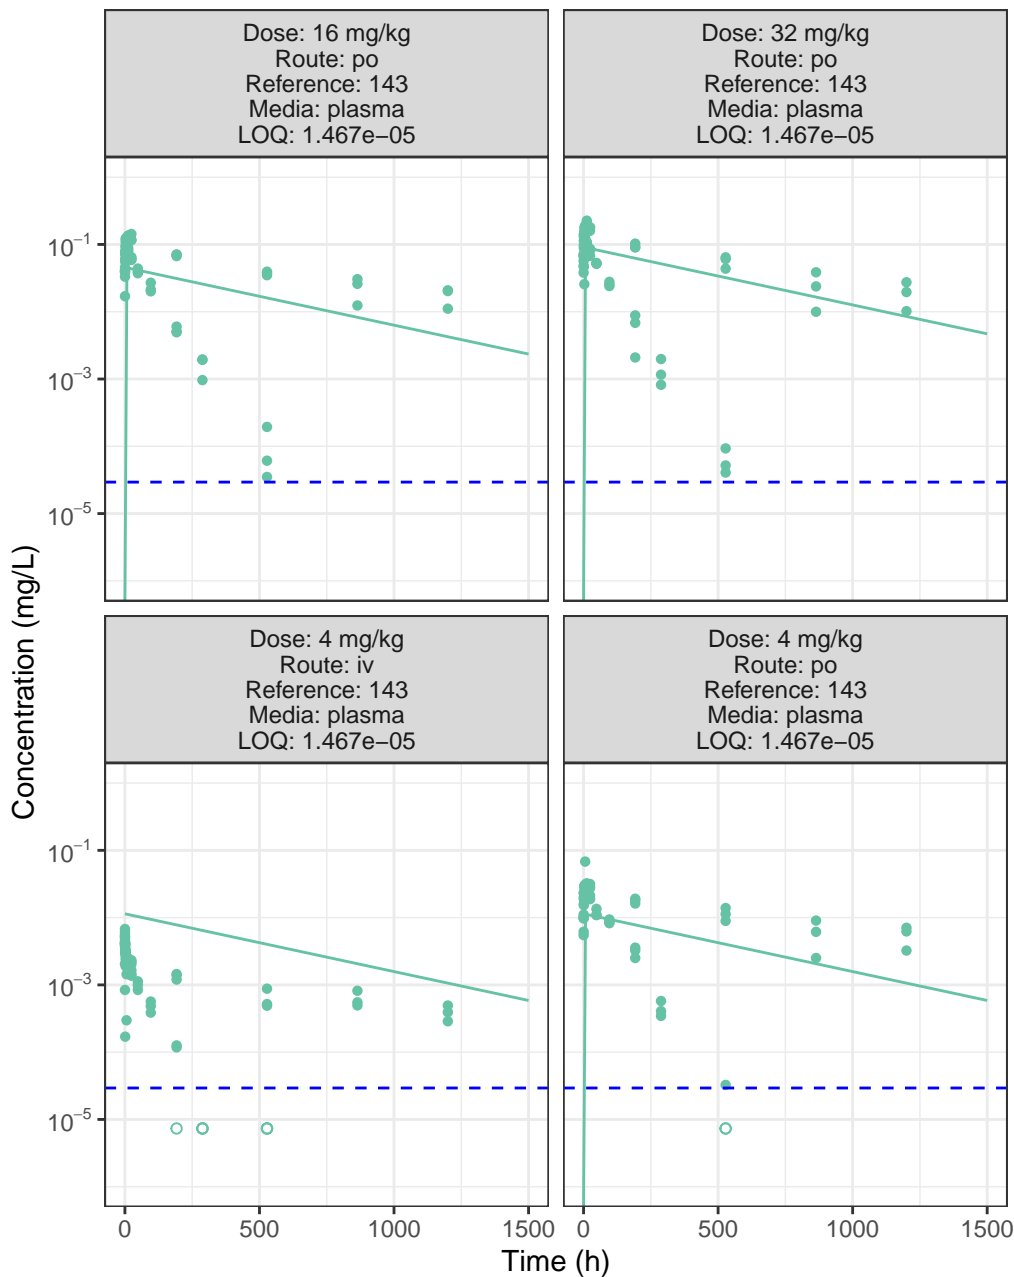 Dose: 16 mg/kg
Route: po
Reference: 143
Media: plasma
LOQ: 1.467e−05
Dose: 32 mg/kg
Route: po
Reference: 143
Media: plasma
LOQ: 1.467e−05
10⁻¹
10⁻³
10⁻⁵
Dose: 4 mg/kg
Route: iv
Reference: 143
Media: plasma
LOQ: 1.467e−05
Dose: 4 mg/kg
Route: po
Reference: 143
Media: plasma
LOQ: 1.467e−05
10⁻¹
10⁻³
10⁻⁵
Concentration (mg/L)
0 500 1000 1500 0 500 1000 1500
Time (h)